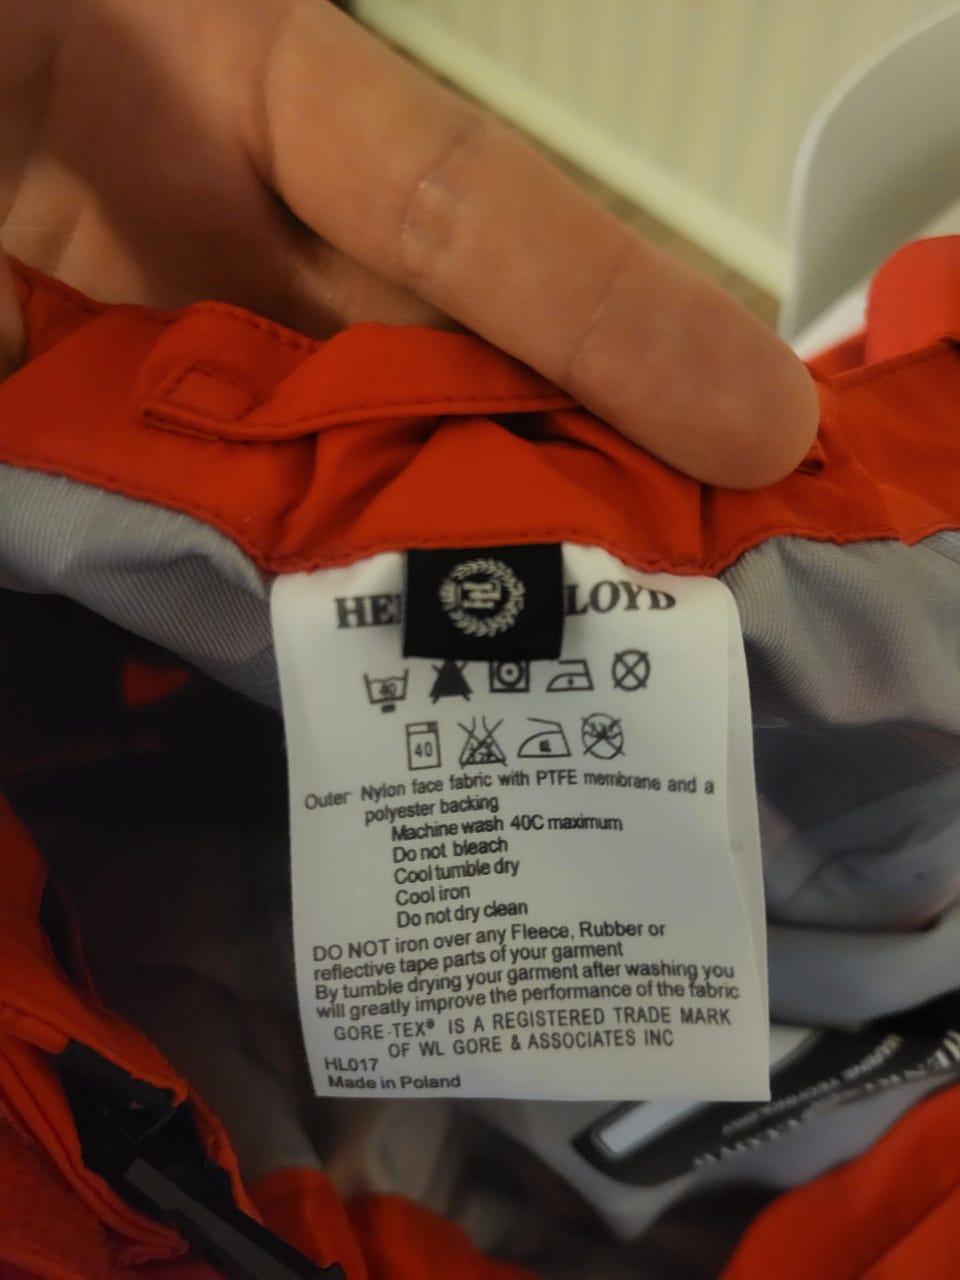 HE LOYD
40
40
Outer Nylon face fabric with PTFE membrane and a
polyester backing
Machine wash 40C maximum
Do not bleach
Cool tumble dry
Cool iron
Do not dry clean
DO NOT iron over any Fleece, Rubber or
reflective tape parts of your garment
By tumble drying your garment after washing you
will greatly improve the performance of the fabric
GORE-TEX® IS A REGISTERED TRADE MARK
OF WL GORE & ASSOCIATES INC
HL017
Made in Poland